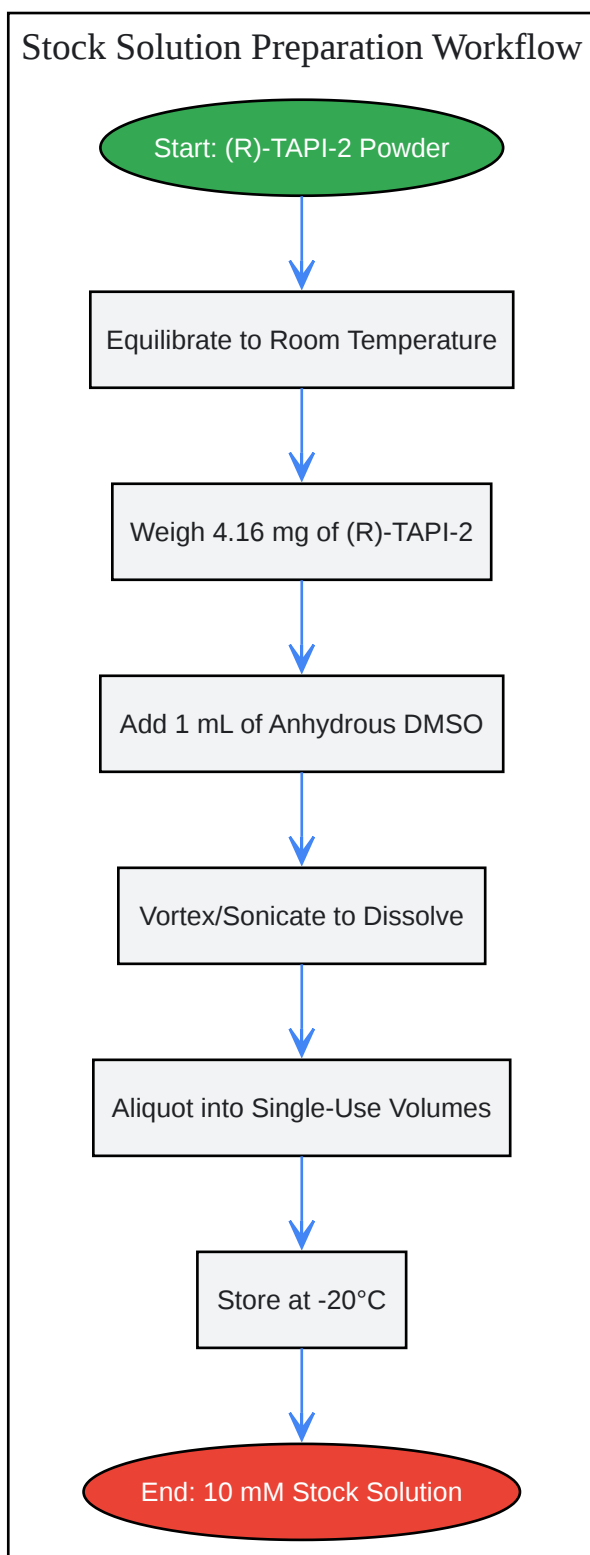 Stock Solution Preparation Workflow
Start: (R)-TAPI-2 Powder
Equilibrate to Room Temperature
Weigh 4.16 mg of (R)-TAPI-2
Add 1 mL of Anhydrous DMSO
Vortex/Sonicate to Dissolve
Aliquot into Single-Use Volumes
Store at -20°C
End: 10 mM Stock Solution